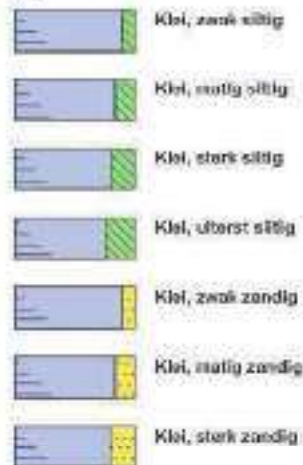 Klei, zwak siltig
Klei, matig siltig
Klei, sterk siltig
Klei, uiterst siltig
Klei, zwak zandig
Klei, matig zandig
Klei, sterk zandig